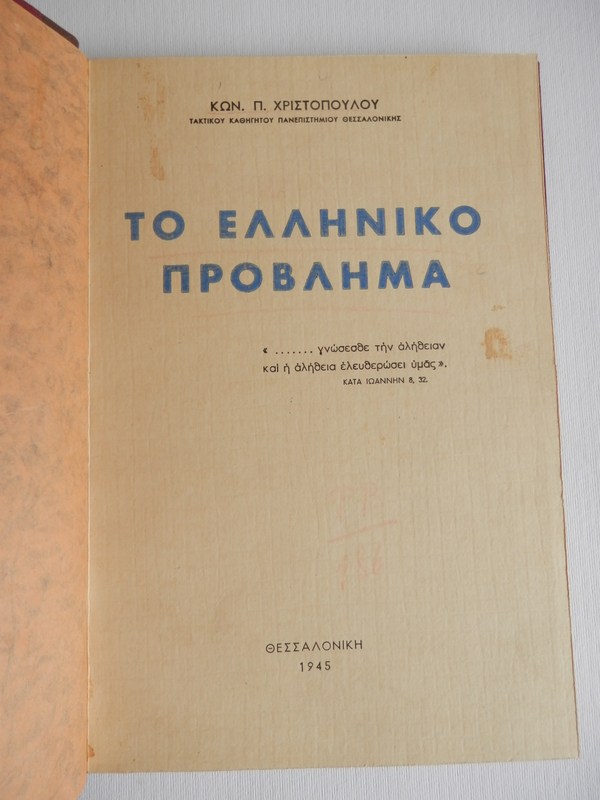 ΚΩΝ. Π. ΧΡΙΣΤΟΠΟΥΛΟΥ
ΤΑΚΤΙΚΟΥ ΚΑΘΗΓΗΤΟΥ ΠΑΝΕΠΙΣΤΗΜΙΟΥ ΘΕΣΣΑΛΟΝΙΚΗΣ
ΤΟ ΕΛΛΗΝΙΚΟ
ΠΡΟΒΛΗΜΑ
« ....... γνώσεσθε τὴν ἀλήθειαν
καὶ ἡ ἀλήθεια ἐλευθερώσει ὑμᾶς».
ΚΑΤΑ ΙΩΑΝΝΗΝ 8, 32.
ΘΕΣΣΑΛΟΝΙΚΗ
1945